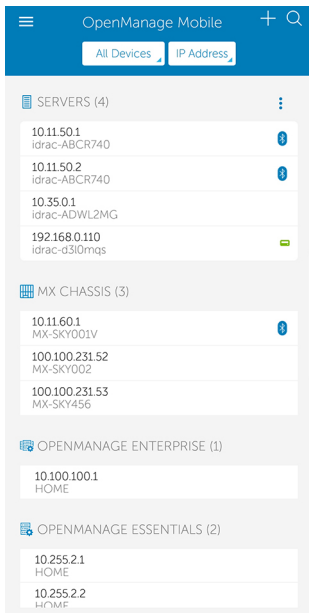 OpenManage Mobile
All Devices
IP Address
SERVERS (4)
10.11.50.1
idrac-ABCR740
10.11.50.2
idrac-ABCR740
10.35.0.1
idrac-ADWL2MG
192.168.0.110
idrac-d3l0mqs
MX CHASSIS (3)
10.11.60.1
MX-SKY001V
100.100.231.52
MX-SKY002
100.100.231.53
MX-SKY456
OPENMANAGE ENTERPRISE (1)
10.100.100.1
HOME
OPENMANAGE ESSENTIALS (2)
10.255.2.1
HOME
10.255.2.2
HOME